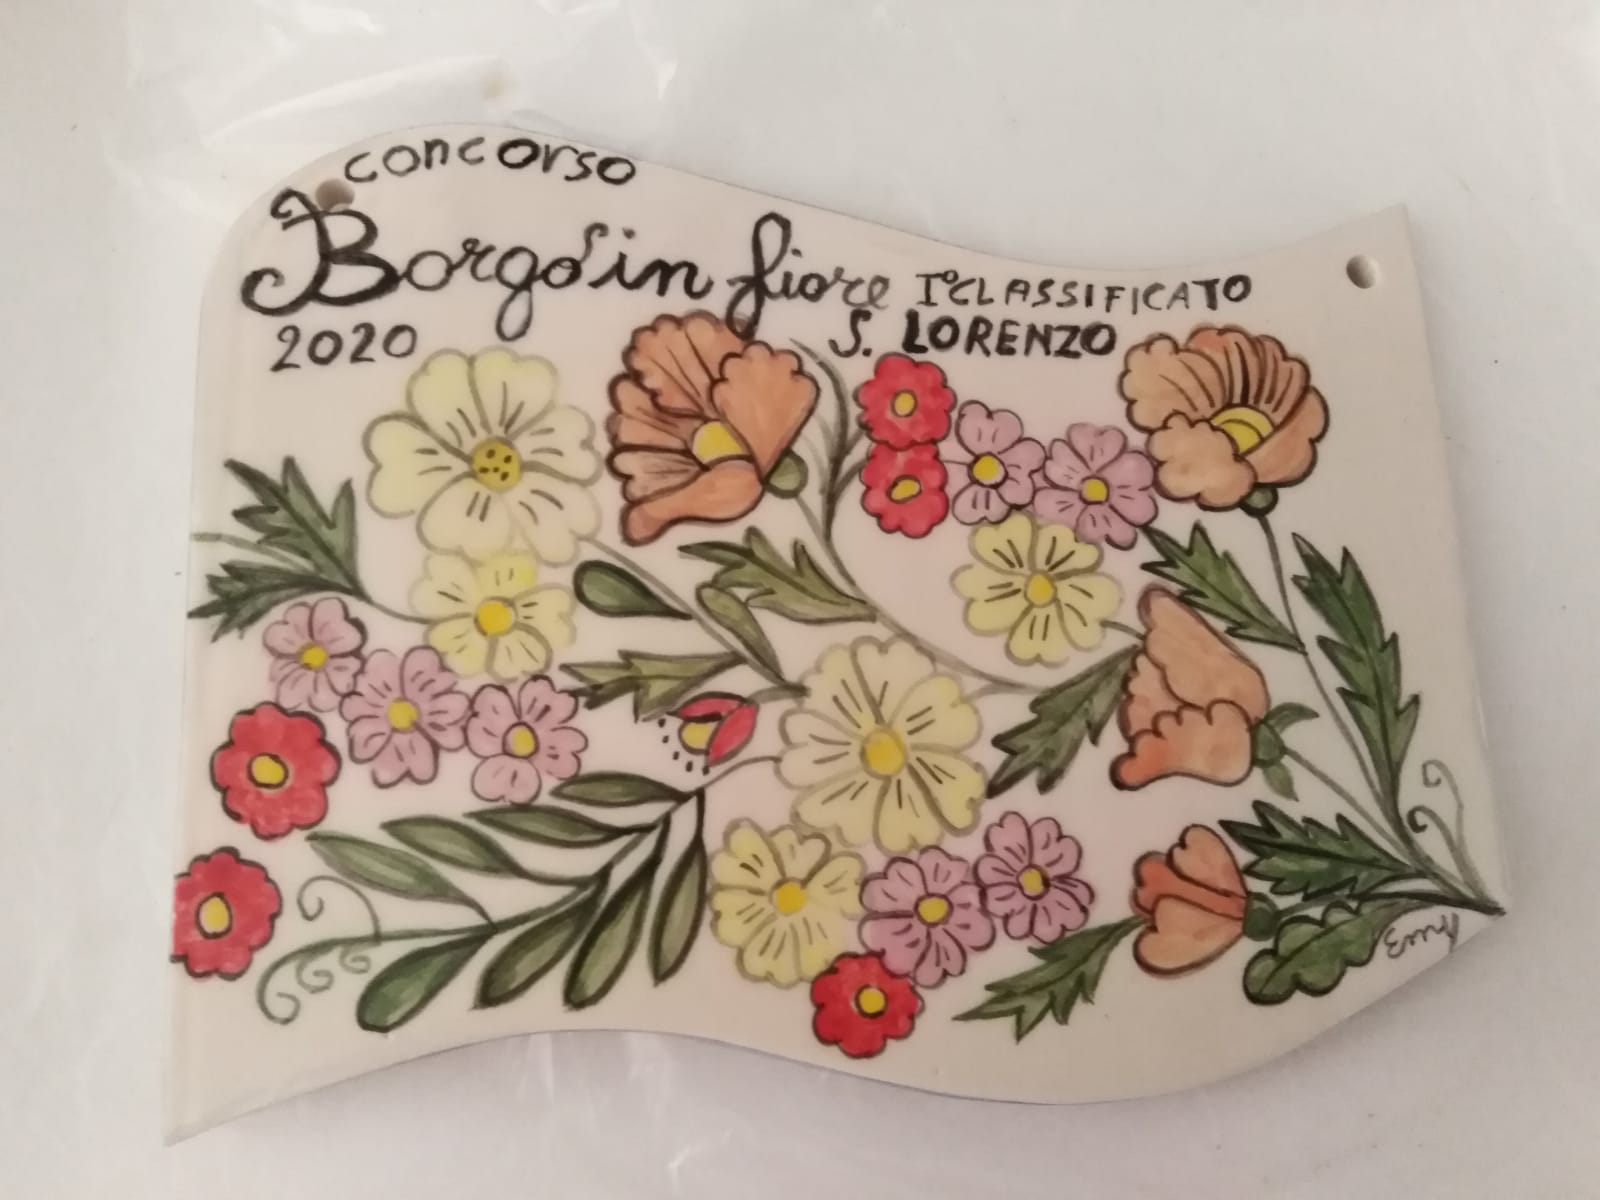 concorso
Borgo in fiore I° CLASSIFICATO
2020 S. LORENZO
Emy